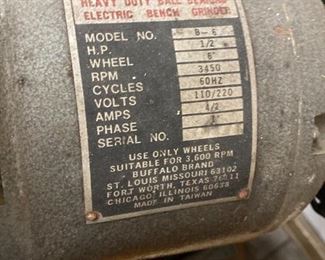 HEAVY DUTY BALL BEARING
ELECTRIC BENCH GRINDER
MODEL NO. B-6
H.P. 1/2
WHEEL 6"
RPM 3450
CYCLES 60HZ
VOLTS 110/220
AMPS 4/2
PHASE 1
SERIAL NO.
USE ONLY WHEELS
SUITABLE FOR 3,600 RPM
BUFFALO BRAND
ST. LOUIS MISSOURI 63102
FORT WORTH, TEXAS
CHICAGO, ILLINOIS 60638
MADE IN TAIWAN